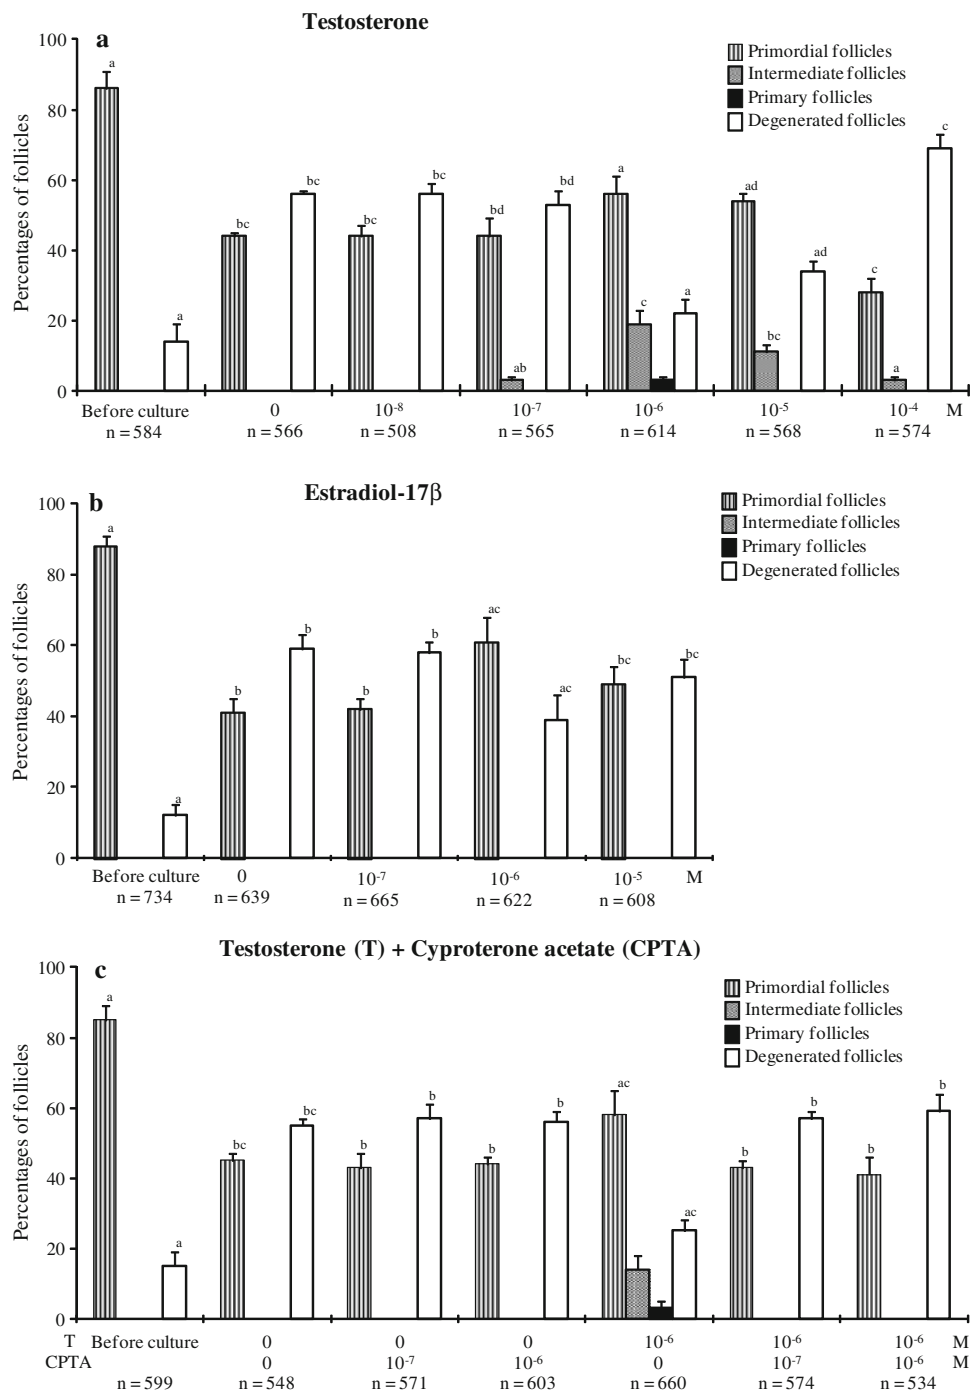 Testosterone
a
Primordial follicles
Intermediate follicles
Primary follicles
Degenerated follicles
Percentages of follicles
100
80
60
40
20
0
a
a
bc
bc
bc
bc
bd
ab
bd
a
c
a
ad
bc
ad
c
a
c
Before culture 0 10⁻⁸ 10⁻⁷ 10⁻⁶ 10⁻⁵ 10⁻⁴ M
n = 584 n = 566 n = 508 n = 565 n = 614 n = 568 n = 574
Estradiol-17β
b
Primordial follicles
Intermediate follicles
Primary follicles
Degenerated follicles
Percentages of follicles
100
80
60
40
20
0
a
a
b
b
b
b
ac
ac
bc
bc
Before culture 0 10⁻⁷ 10⁻⁶ 10⁻⁵ M
n = 734 n = 639 n = 665 n = 622 n = 608
Testosterone (T) + Cyproterone acetate (CPTA)
c
Primordial follicles
Intermediate follicles
Primary follicles
Degenerated follicles
Percentages of follicles
100
80
60
40
20
0
a
a
bc
bc
b
b
b
b
ac
ac
b
b
b
b
T Before culture 0 0 0 10⁻⁶ 10⁻⁶ 10⁻⁶ M
CPTA 0 10⁻⁷ 10⁻⁶ 0 10⁻⁷ 10⁻⁶ M
n = 599 n = 548 n = 571 n = 603 n = 660 n = 574 n = 534